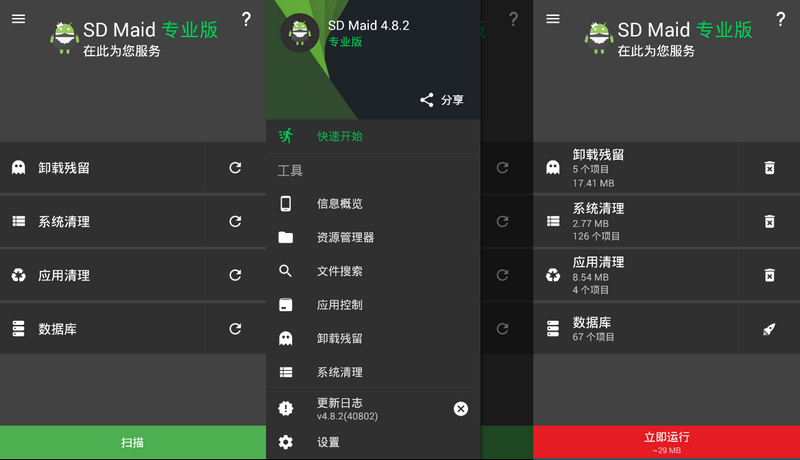 SD Maid 专业版
在此为您服务
?
卸载残留
系统清理
应用清理
数据库
扫描
SD Maid 4.8.2
专业版
分享
快速开始
工具
信息概览
资源管理器
文件搜索
应用控制
卸载残留
系统清理
更新日志
v4.8.2(40802)
设置
?
SD Maid 专业版
在此为您服务
?
卸载残留
5 个项目
17.41 MB
系统清理
2.77 MB
126 个项目
应用清理
8.54 MB
4 个项目
数据库
67 个项目
立即运行
~29 MB